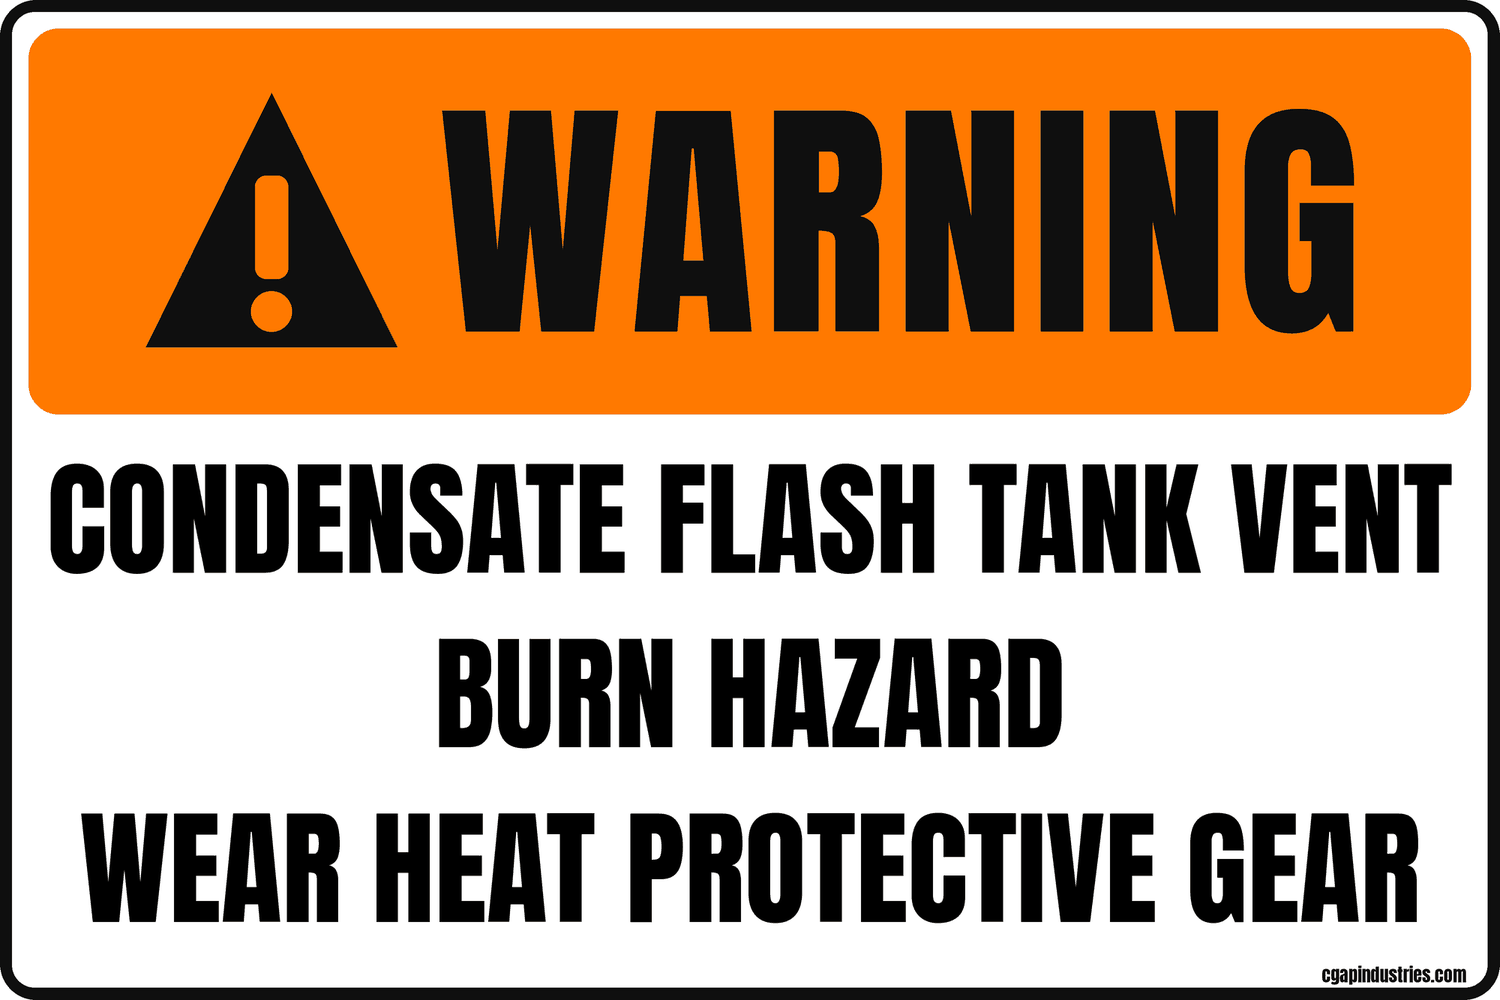 WARNING
CONDENSATE FLASH TANK VENT
BURN HAZARD
WEAR HEAT PROTECTIVE GEAR
cgapindustries.com